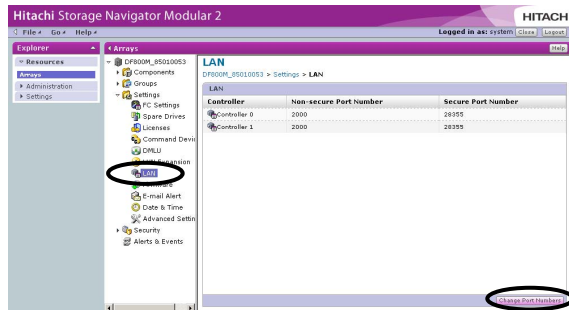 Hitachi Storage Navigator Modular 2
HITACH
File Go Help
Logged in as: system Close Logout
Explorer
Arrays
Help
Resources
Arrays
Administration
Settings
DF800M_85010053
Components
Groups
Settings
FC Settings
Spare Drives
Licenses
Command Devic
DMLU
Expansion
LAN
E-mail Alert
Date & Time
Advanced Settin
Security
Alerts & Events
LAN
DF800M_85010053 > Settings > LAN
LAN
Controller Non-secure Port Number Secure Port Number
Controller 0 2000 28355
Controller 1 2000 28355
Change Port Numbers